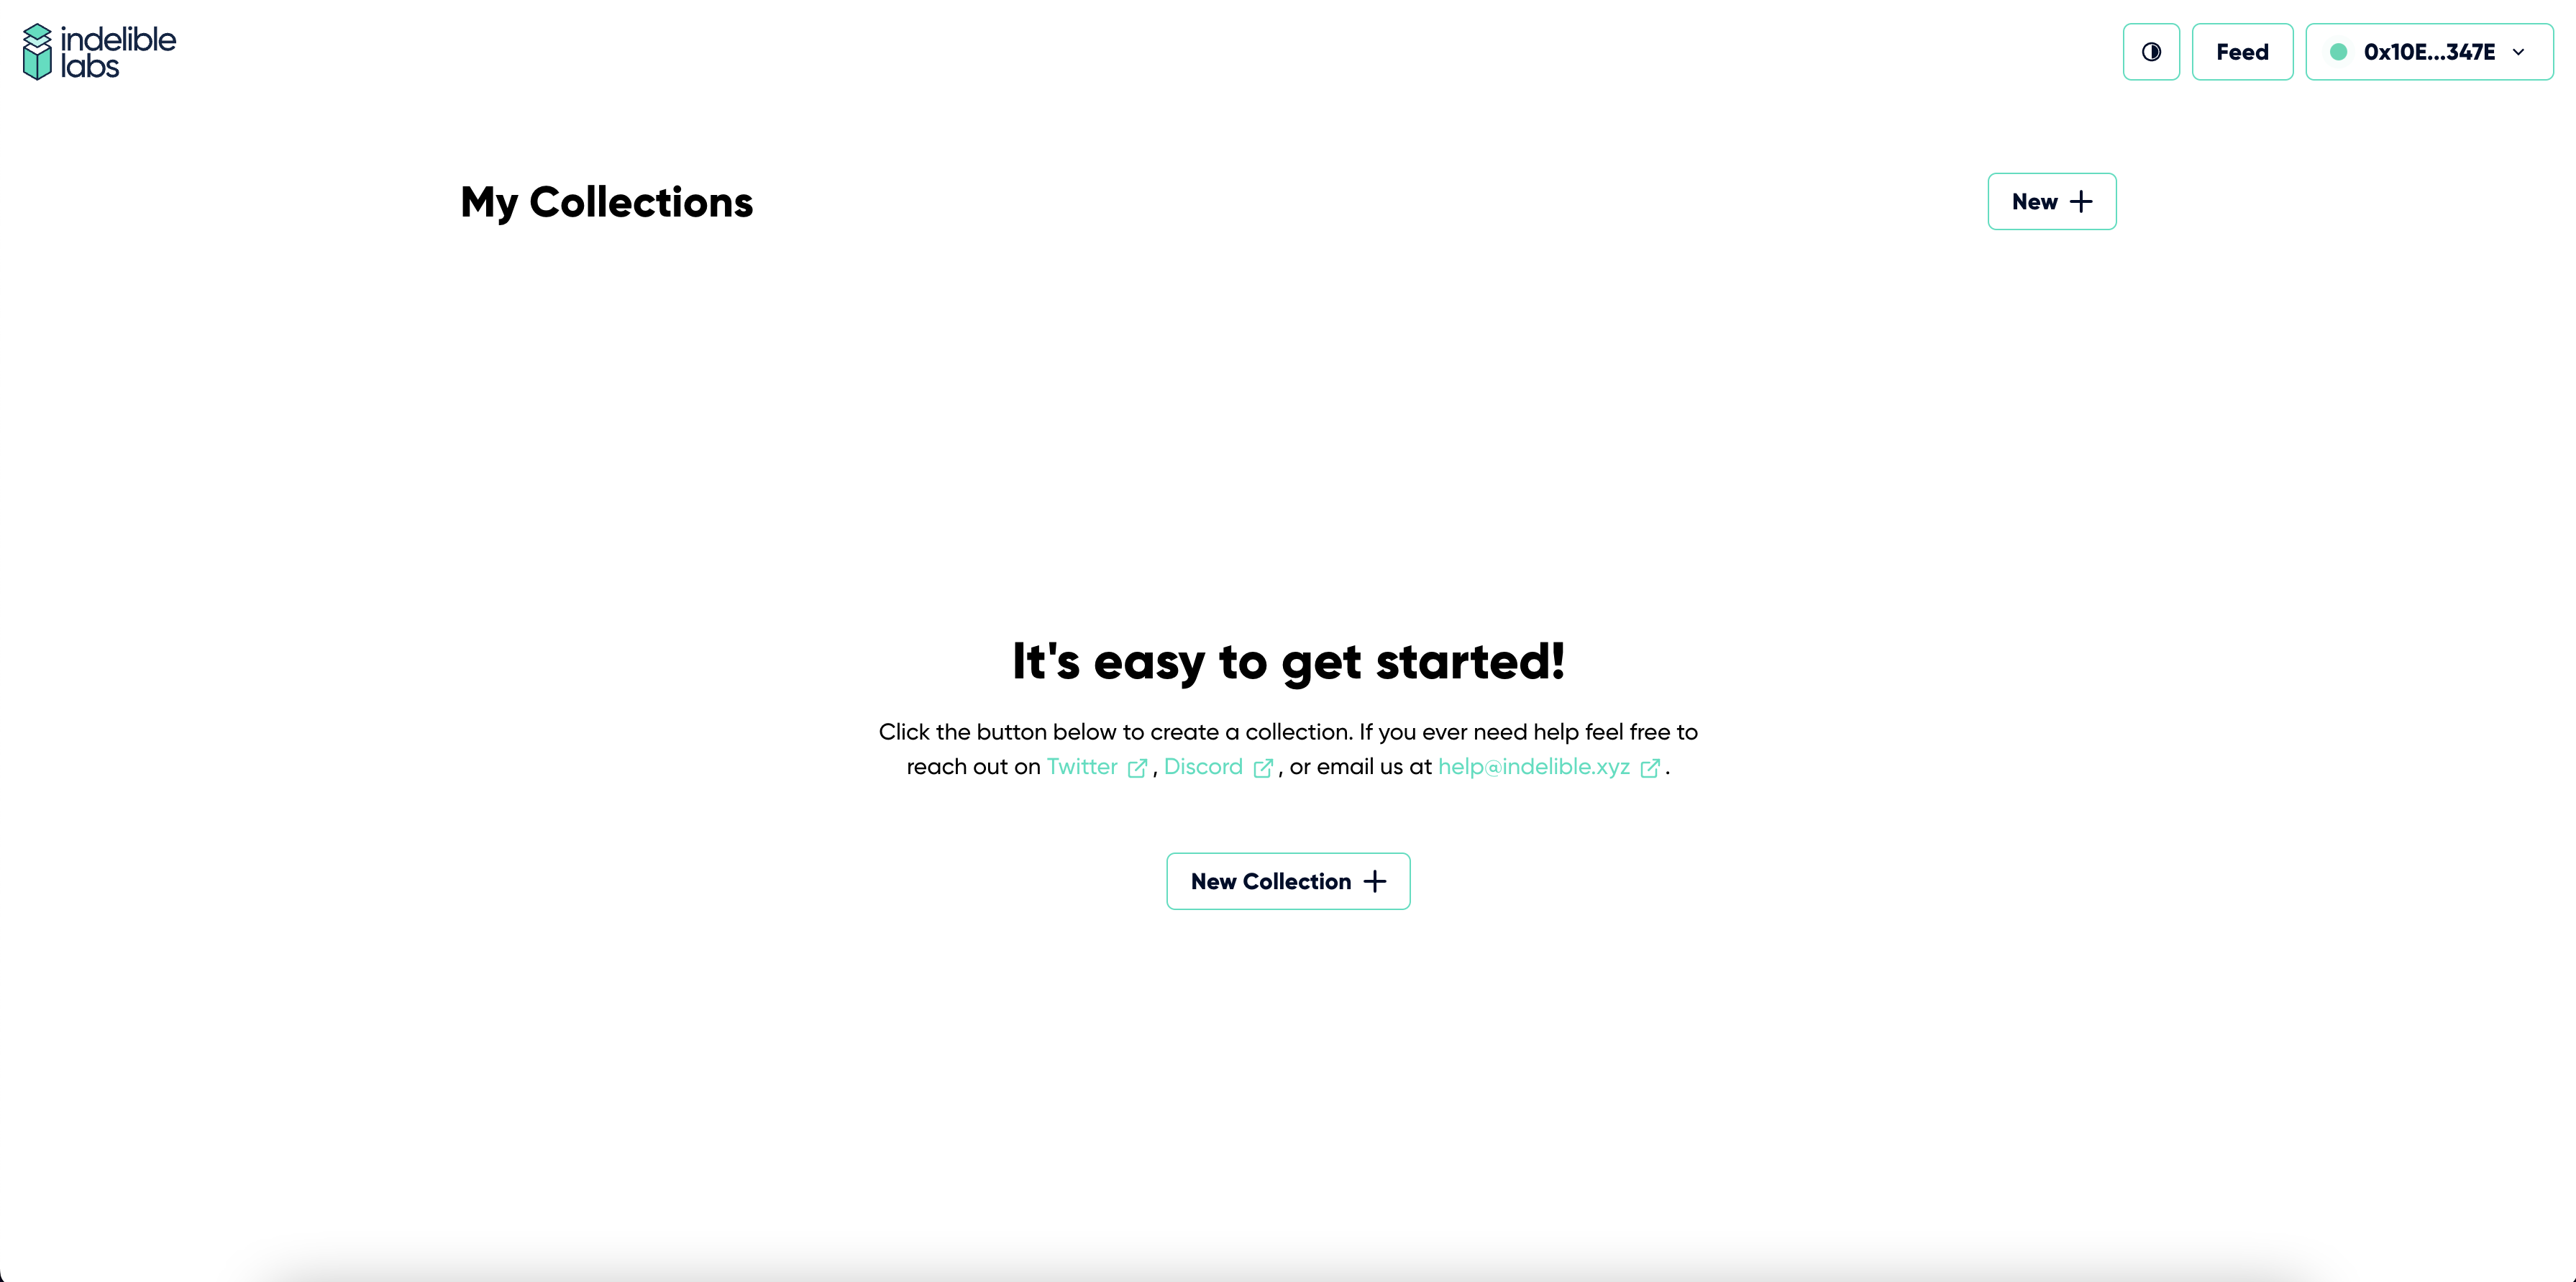 indelible
labs
Feed
0x10E...347E
My Collections
New
It's easy to get started!
Click the button below to create a collection. If you ever need help feel free to
reach out on Twitter , Discord , or email us at help@indelible.xyz .
New Collection